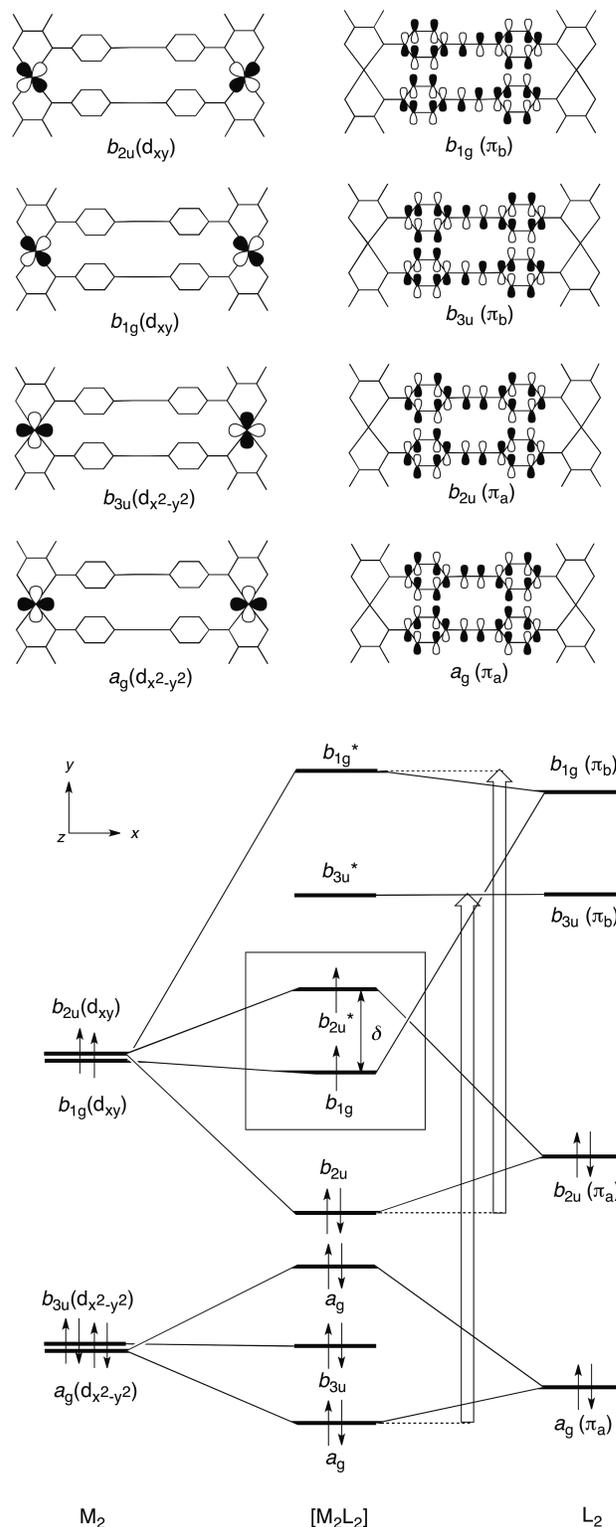 b2u(dxy)
b1g (πb)
b1g(dxy)
b3u (πb)
b3u(dx2-y2)
b2u (πa)
ag(dx2-y2)
ag (πa)
y
z
x
b1g*
b1g (πb)
b3u*
b3u (πb)
b2u(dxy)
b2u*
δ
b1g(dxy)
b1g
b2u
b2u (πa)
ag
b3u(dx2-y2)
b3u
ag(dx2-y2)
ag
ag (πa)
M2
[M2L2]
L2